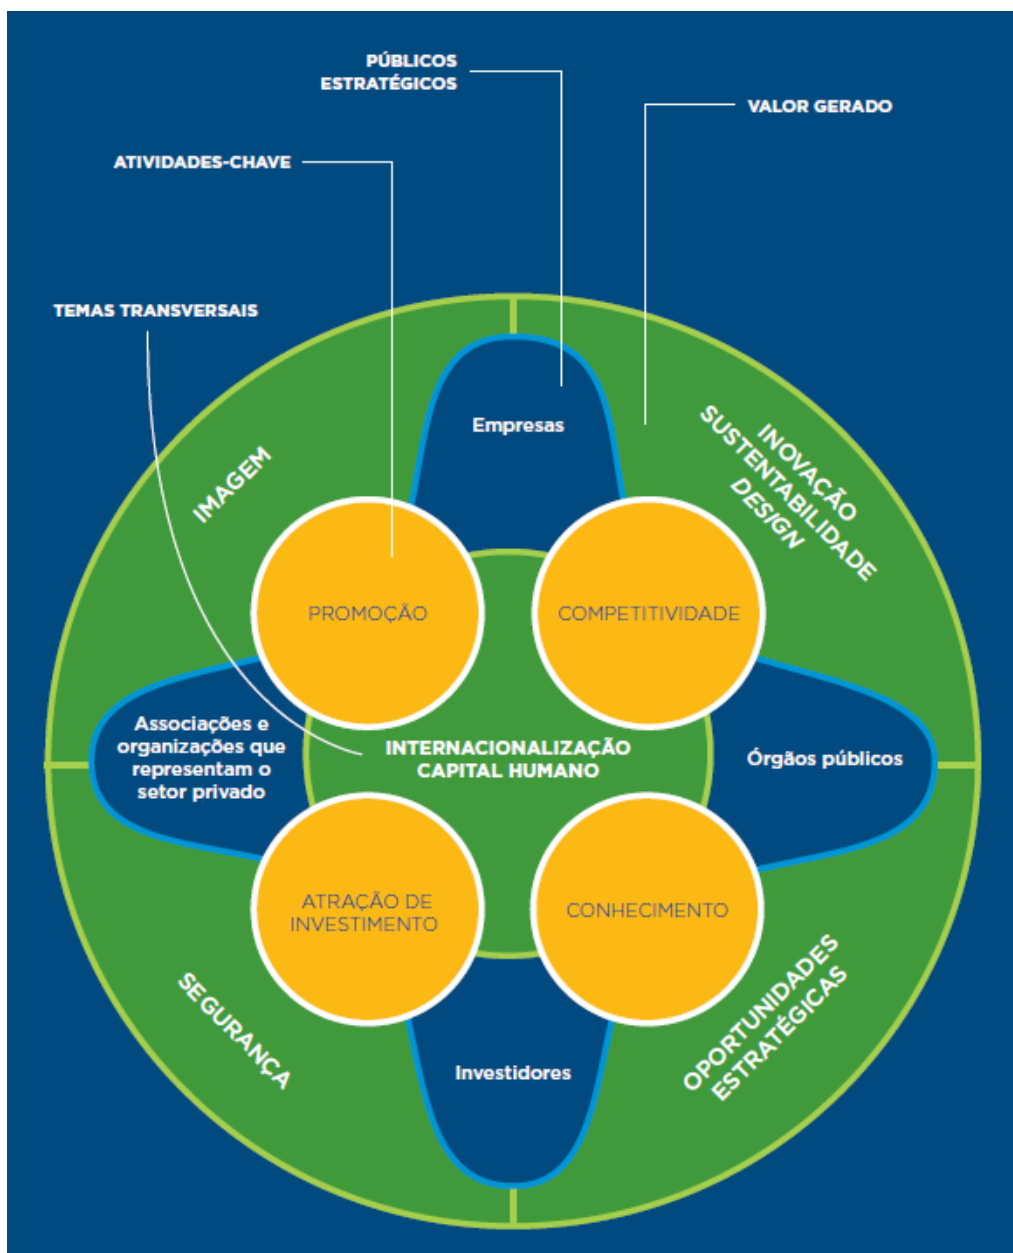 PÚBLICOS
ESTRATÉGICOS
VALOR GERADO
ATIVIDADES-CHAVE
TEMAS TRANSVERSAIS
Empresas
IMAGEM
INOVAÇÃO
SUSTENTABILIDADE
DESIGN
PROMOÇÃO
COMPETITIVIDADE
Associações e
organizações que
representam o
setor privado
INTERNACIONALIZAÇÃO
CAPITAL HUMANO
Órgãos públicos
ATRAÇÃO DE
INVESTIMENTO
CONHECIMENTO
SEGURANÇA
OPORTUNIDADES
ESTRATÉGICAS
Investidores